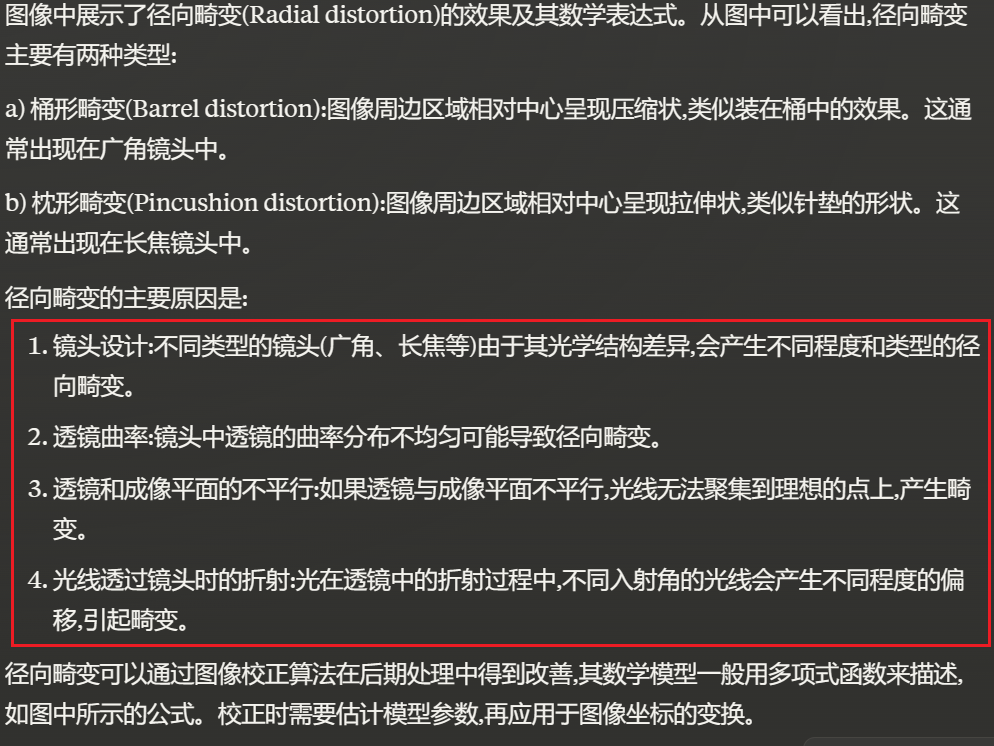 图像中展示了径向畸变(Radial distortion)的效果及其数学表达式。从图中可以看出,径向畸变
主要有两种类型:
a) 桶形畸变(Barrel distortion):图像周边区域相对中心呈现压缩状,类似装在桶中的效果。这通
常出现在广角镜头中。
b) 枕形畸变(Pincushion distortion):图像周边区域相对中心呈现拉伸状,类似针垫的形状。这
通常出现在长焦镜头中。
径向畸变的主要原因是:
1. 镜头设计:不同类型的镜头(广角、长焦等)由于其光学结构差异,会产生不同程度和类型的径
向畸变。
2. 透镜曲率:镜头中透镜的曲率分布不均匀可能导致径向畸变。
3. 透镜和成像平面的不平行:如果透镜与成像平面不平行,光线无法聚集到理想的点上,产生畸
变。
4. 光线透过镜头时的折射:光在透镜中的折射过程中,不同入射角的光线会产生不同程度的偏
移,引起畸变。
径向畸变可以通过图像校正算法在后期处理中得到改善,其数学模型一般用多项式函数来描述,
如图中所示的公式。校正时需要估计模型参数,再应用于图像坐标的变换。